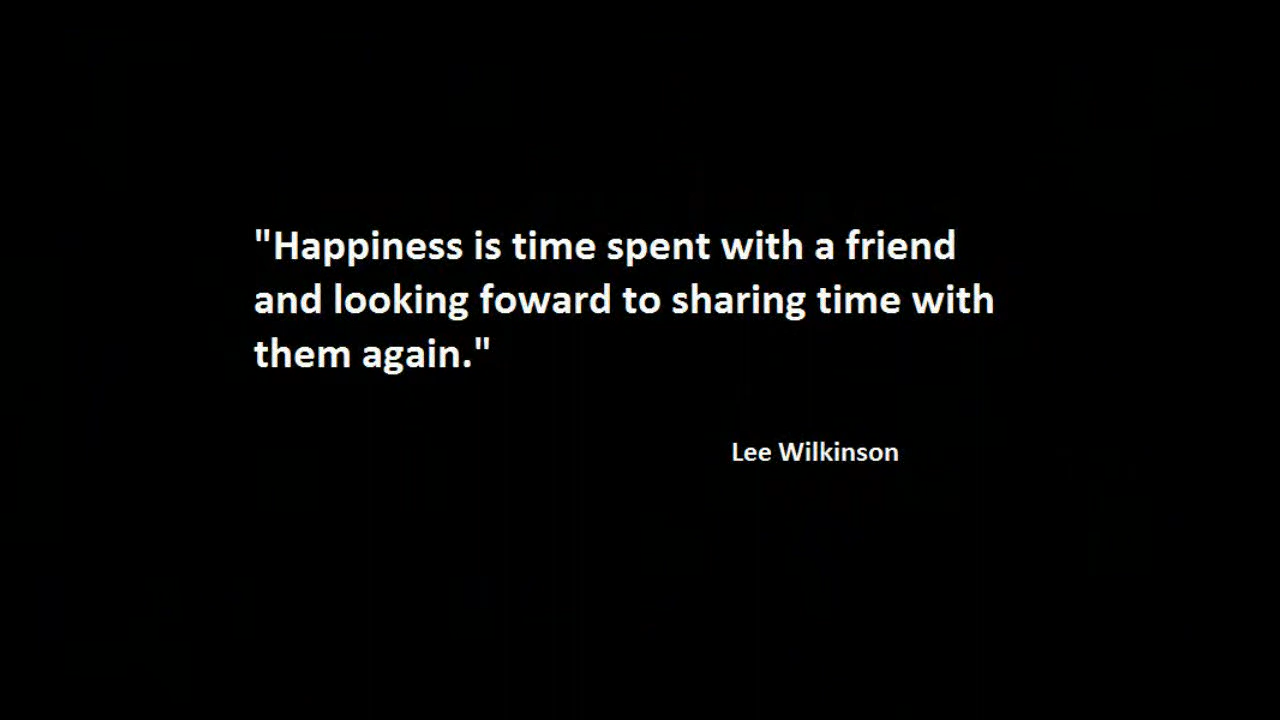 "Happiness is time spent with a friend
and looking foward to sharing time with
them again."
Lee Wilkinson